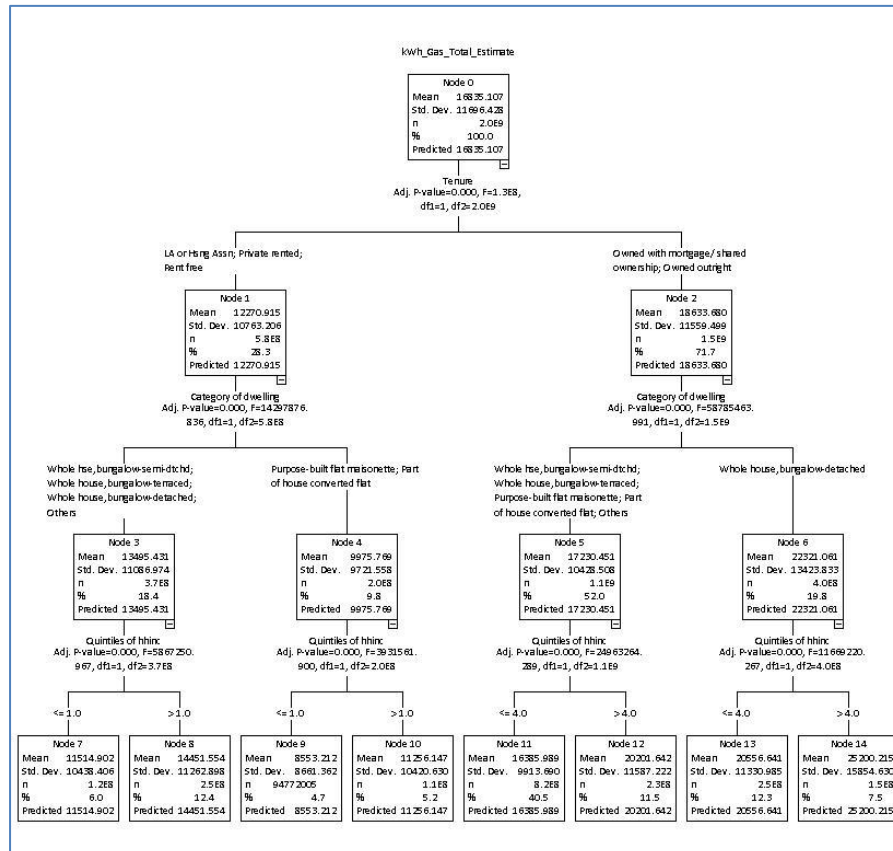 kWh_Gas_Total_Estimate
Node 0
Mean 16835.107
Std. Dev. 11696.428
n 2.0E9
% 100.0
Predicted 16835.107
Tenure
Adj. P-value=0.000, F=1.3E8,
df1=1, df2=2.0E9
LA or Hsng Assn; Private rented;
Rent free
Owned with mortgage/ shared
ownership; Owned outright
Node 1
Mean 12270.915
Std. Dev. 10763.206
n 5.8E8
% 28.3
Predicted 12270.915
Node 2
Mean 18633.680
Std. Dev. 11559.499
n 1.5E9
% 71.7
Predicted 18633.680
Category of dwelling
Adj. P-value=0.000, F=14297876.
836, df1=1, df2=5.8E8
Category of dwelling
Adj. P-value=0.000, F=58785463.
991, df1=1, df2=1.5E9
Whole hse,bungalow-semi-dtchd;
Whole house,bungalow-terraced;
Whole house,bungalow-detached;
Others
Purpose-built flat maisonette; Part
of house converted flat
Whole hse,bungalow-semi-dtchd;
Whole house,bungalow-terraced;
Purpose-built flat maisonette; Part
of house converted flat; Others
Whole house,bungalow-detached
Node 3
Mean 13495.431
Std. Dev. 11086.974
n 3.7E8
% 18.4
Predicted 13495.431
Node 4
Mean 9975.769
Std. Dev. 9721.558
n 2.0E8
% 9.8
Predicted 9975.769
Node 5
Mean 17230.451
Std. Dev. 10428.508
n 1.1E9
% 52.0
Predicted 17230.451
Node 6
Mean 22321.061
Std. Dev. 13423.833
n 4.0E8
% 19.8
Predicted 22321.061
Quintiles of hhinc
Adj. P-value=0.000, F=5867250.
967, df1=1, df2=3.7E8
Quintiles of hhinc
Adj. P-value=0.000, F=3931561.
900, df1=1, df2=2.0E8
Quintiles of hhinc
Adj. P-value=0.000, F=24963264.
289, df1=1, df2=1.1E9
Quintiles of hhinc
Adj. P-value=0.000, F=11669220.
267, df1=1, df2=4.0E8
<= 1.0
>1.0
<= 1.0
>1.0
<= 4.0
>4.0
<= 4.0
>4.0
Node 7
Mean 11514.902
Std. Dev. 10438.406
n 1.2E8
% 6.0
Predicted 11514.902
Node 8
Mean 14451.554
Std. Dev. 11262.898
n 2.5E8
% 12.4
Predicted 14451.554
Node 9
Mean 8553.212
Std. Dev. 8661.362
n 94772005
% 4.7
Predicted 8553.212
Node 10
Mean 11256.147
Std. Dev. 10420.630
n 1.1E8
% 5.2
Predicted 11256.147
Node 11
Mean 16385.989
Std. Dev. 9913.690
n 8.2E8
% 40.5
Predicted 16385.989
Node 12
Mean 20201.642
Std. Dev. 11587.222
n 2.3E8
% 11.5
Predicted 20201.642
Node 13
Mean 20556.641
Std. Dev. 11330.985
n 2.5E8
% 12.3
Predicted 20556.641
Node 14
Mean 25200.215
Std. Dev. 15854.630
n 1.5E8
% 7.5
Predicted 25200.215